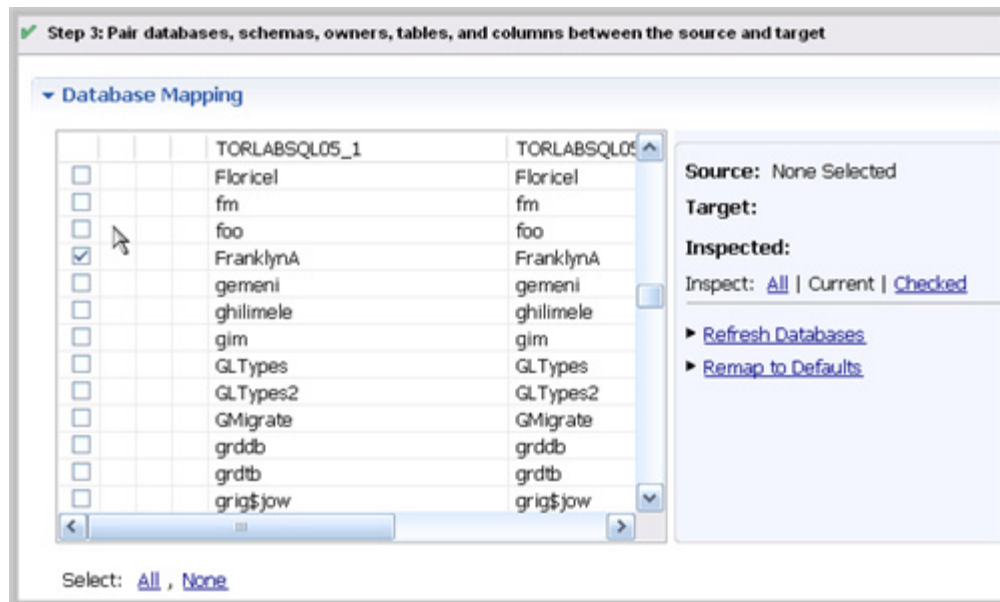 Step 3: Pair databases, schemas, owners, tables, and columns between the source and target
Database Mapping
TORLABSQL05_1 TORLABSQL05
Floricel Floricel
fm fm
foo foo
FranklynA FranklynA
gemeni gemeni
ghilimele ghilimele
gim gim
GLTypes GLTypes
GLTypes2 GLTypes2
GMigrate GMigrate
grddb grddb
grdtb grdtb
grig$jow grig$jow
Source: None Selected
Target:
Inspected:
Inspect: All | Current | Checked
Refresh Databases
Remap to Defaults
Select: All , None